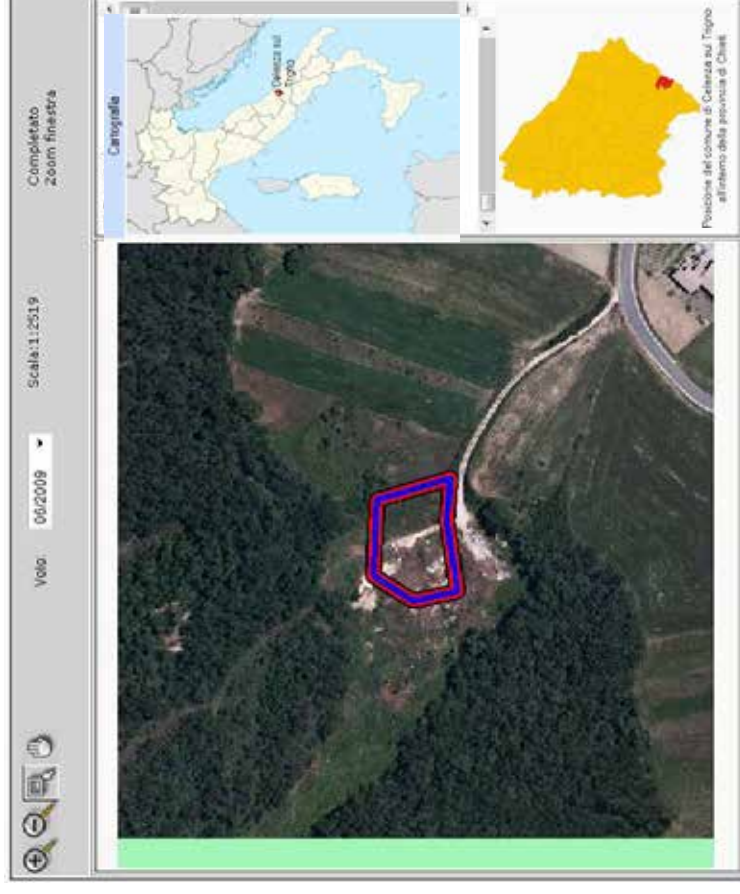 Volo:
06/2009
Scala:1:2519
Completato
Zoom finestra
Cartografia
Celenza sul
Trigno
Posizione del comune di Celenza sul Trigno
all'interno della provincia di Chieti